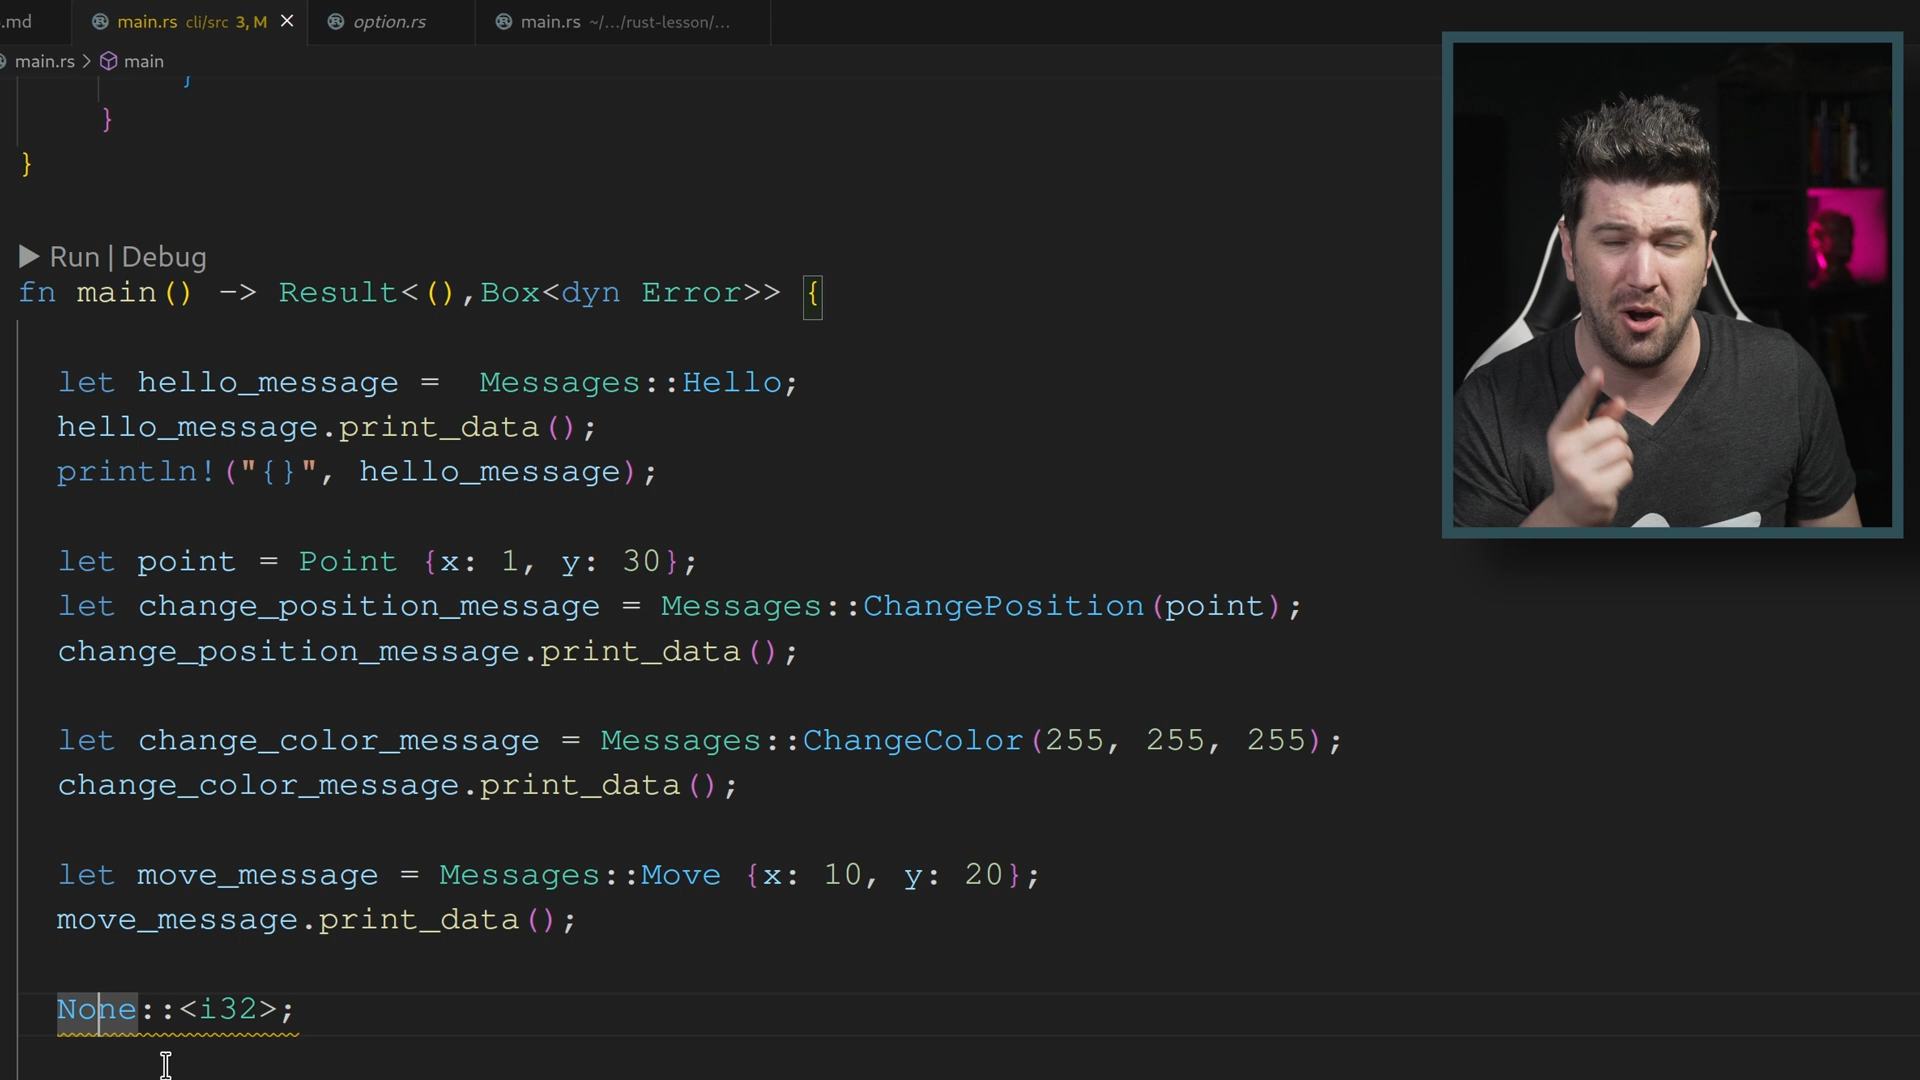 .md
main.rs cli/src 3, M
option.rs
main.rs ~/.../rust-lesson/...
main.rs > main
}
}
}
Run | Debug
fn main() -> Result<(),Box<dyn Error>> {
let hello_message =  Messages::Hello;
hello_message.print_data();
println!("{}", hello_message);
let point = Point {x: 1, y: 30};
let change_position_message = Messages::ChangePosition(point);
change_position_message.print_data();
let change_color_message = Messages::ChangeColor(255, 255, 255);
change_color_message.print_data();
let move_message = Messages::Move {x: 10, y: 20};
move_message.print_data();
None::<i32>;